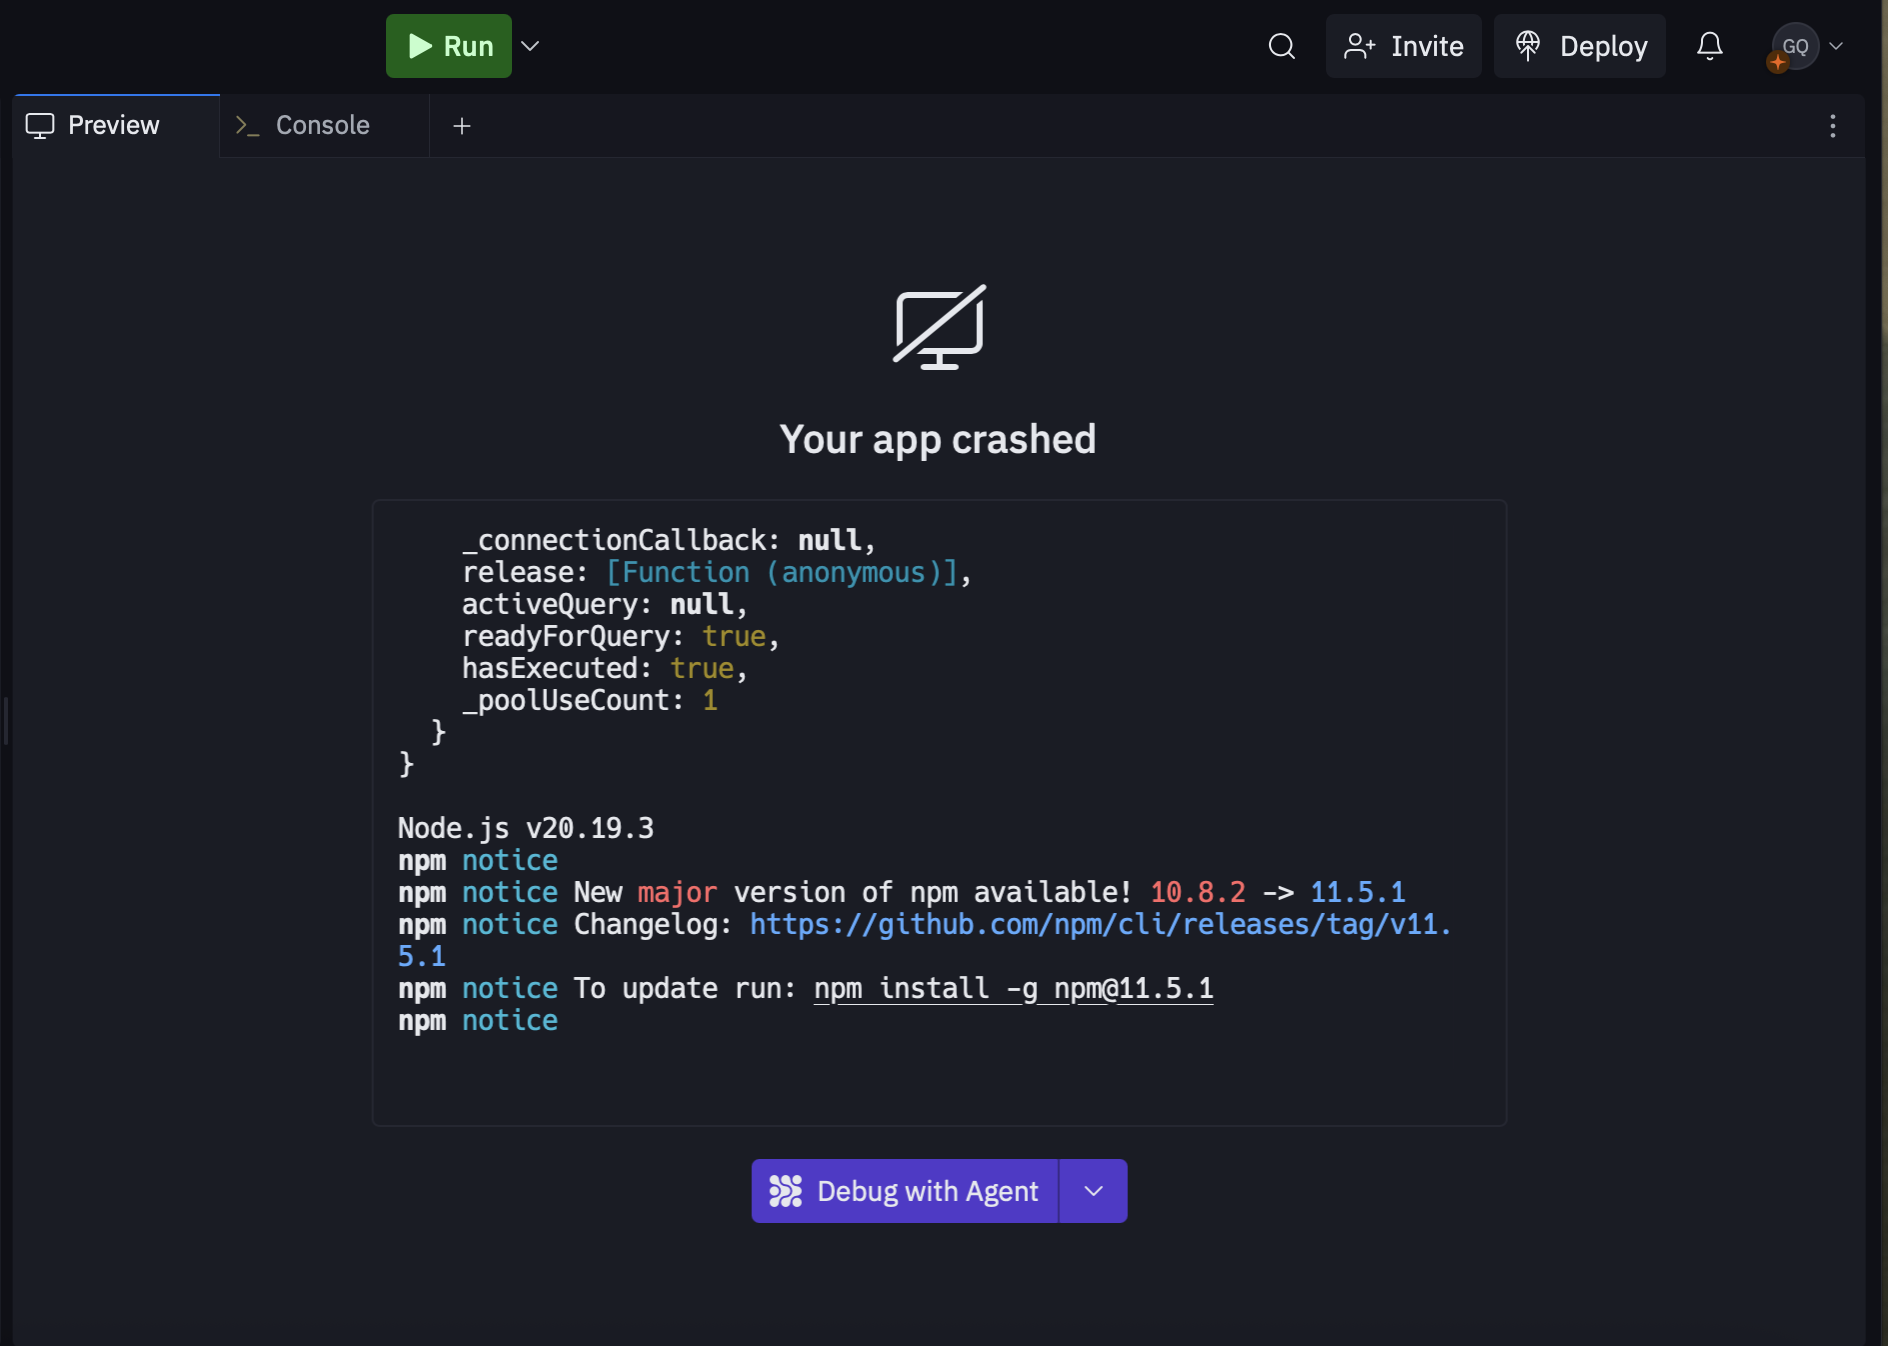 Run
Invite
Deploy
GQ
Preview
>_ Console
+
Your app crashed
_connectionCallback: null,
release: [Function (anonymous)],
activeQuery: null,
readyForQuery: true,
hasExecuted: true,
_poolUseCount: 1
}
}
Node.js v20.19.3
npm notice
npm notice New major version of npm available! 10.8.2 -> 11.5.1
npm notice Changelog: https://github.com/npm/cli/releases/tag/v11.
5.1
npm notice To update run: npm install -g npm@11.5.1
npm notice
Debug with Agent